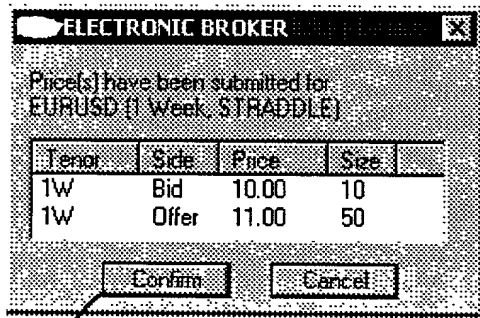 ELECTRONIC BROKER
Price(s) have been submitted for
EURUSD (1 Week, STRADDLE)
Tenor Side Price Size
1W Bid 10.00 10
1W Offer 11.00 50
Confirm Cancel